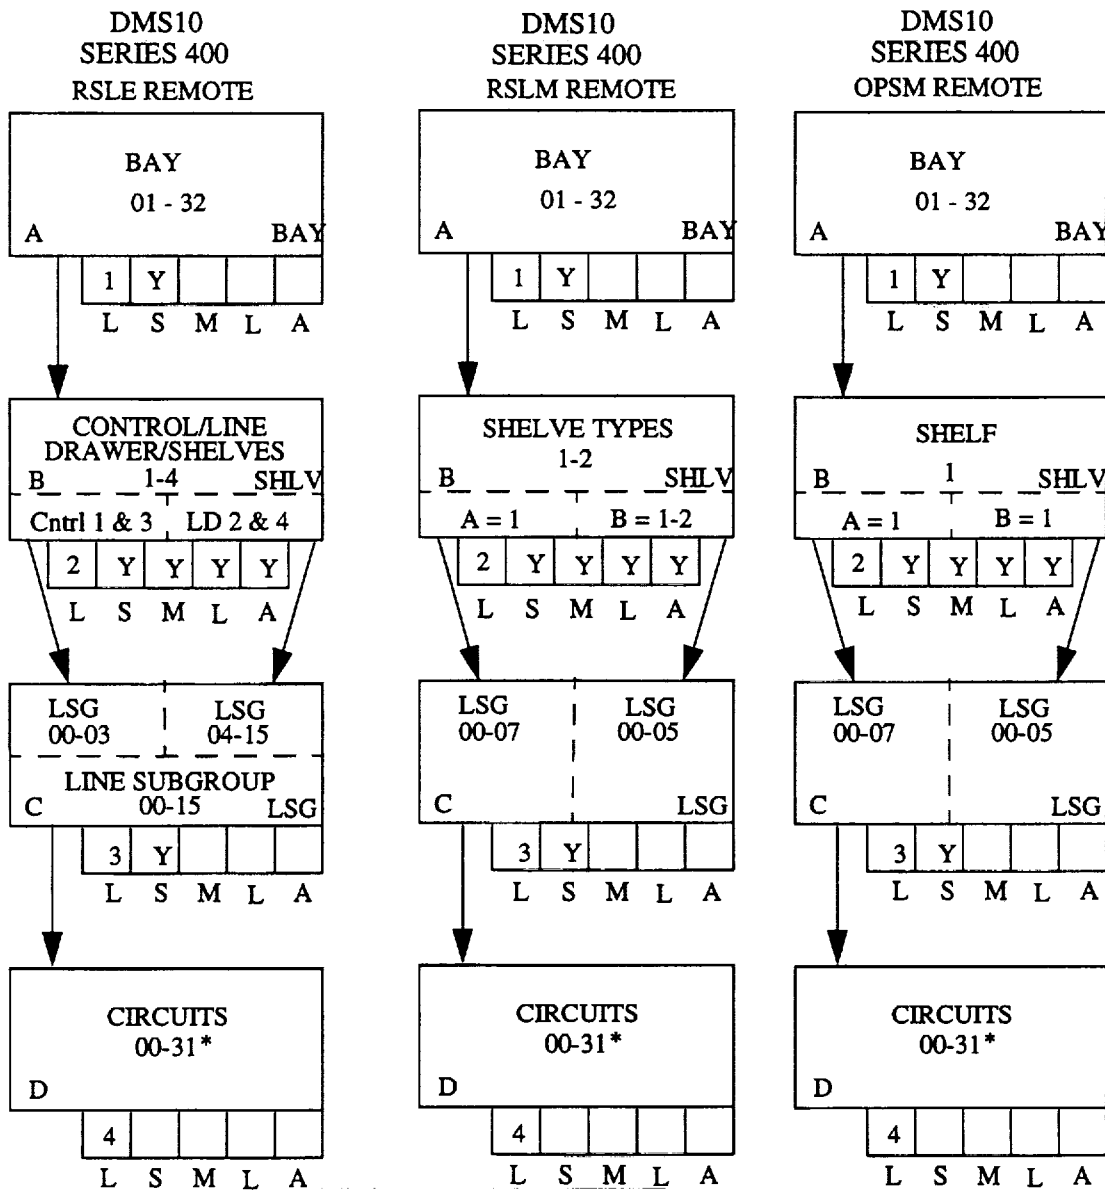 DMS10
SERIES 400
RSLE REMOTE
BAY
01 - 32
A BAY
1 Y
L S M L A
CONTROL/LINE
DRAWER/SHELVES
B 1-4 SHLV
Cntrl 1 & 3 LD 2 & 4
2 Y Y Y Y
L S M L A
LSG LSG
00-03 04-15
LINE SUBGROUP
00-15
C LSG
3 Y
L S M L A
CIRCUITS
00-31*
D
4
L S M L A
DMS10
SERIES 400
RSLM REMOTE
BAY
01 - 32
A BAY
1 Y
L S M L A
SHELVE TYPES
1-2
B SHLV
A = 1 B = 1-2
2 Y Y Y Y
L S M L A
LSG LSG
00-07 00-05
C LSG
3 Y
L S M L A
CIRCUITS
00-31*
D
4
L S M L A
DMS10
SERIES 400
OPSM REMOTE
BAY
01 - 32
A BAY
1 Y
L S M L A
SHELF
B 1 SHLV
A = 1 B = 1
2 Y Y Y Y
L S M L A
LSG LSG
00-07 00-05
C LSG
3 Y
L S M L A
CIRCUITS
00-31*
D
4
L S M L A